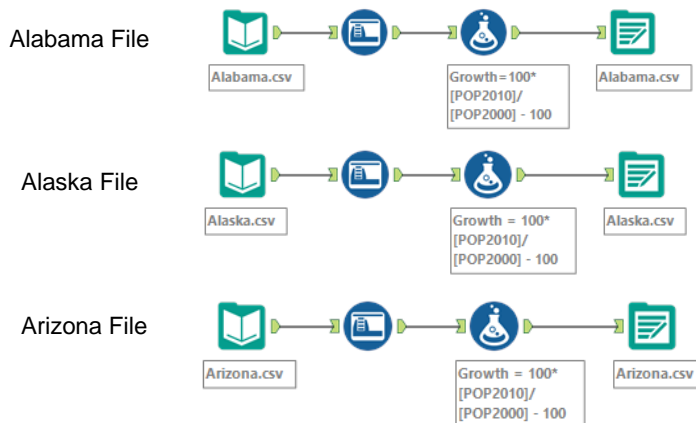 Alabama File
Alabama.csv
Growth=100*
[POP2010]/
[POP2000] - 100
Alabama.csv
Alaska File
Alaska.csv
Growth = 100*
[POP2010]/
[POP2000] - 100
Alaska.csv
Arizona File
Arizona.csv
Growth = 100*
[POP2010]/
[POP2000] - 100
Arizona.csv